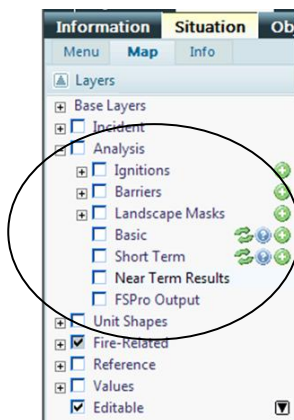 Information Situation Ob
Menu Map Info
Layers
Base Layers
Incident
Analysis
Ignitions
Barriers
Landscape Masks
Basic
Short Term
Near Term Results
FSPro Output
Unit Shapes
Fire-Related
Reference
Values
Editable